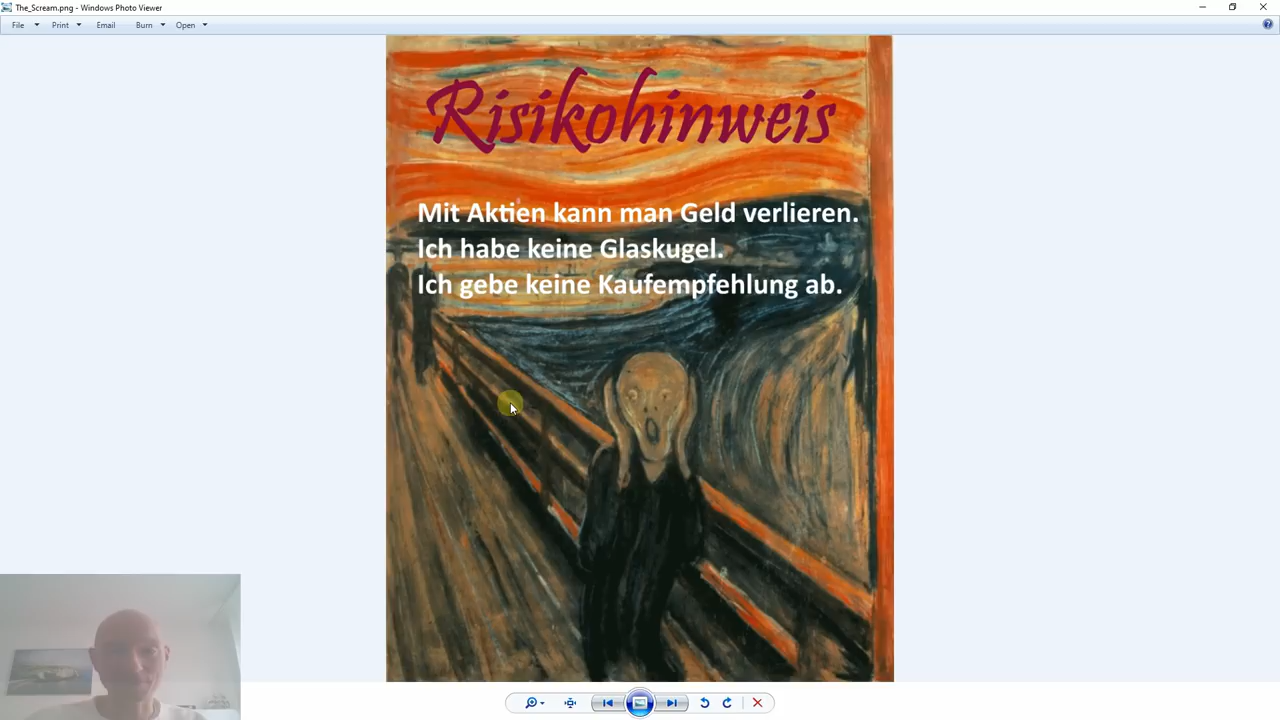 The_Scream.png - Windows Photo Viewer
File Print Email Burn Open
Risikohinweis
Mit Aktien kann man Geld verlieren.
Ich habe keine Glaskugel.
Ich gebe keine Kaufempfehlung ab.